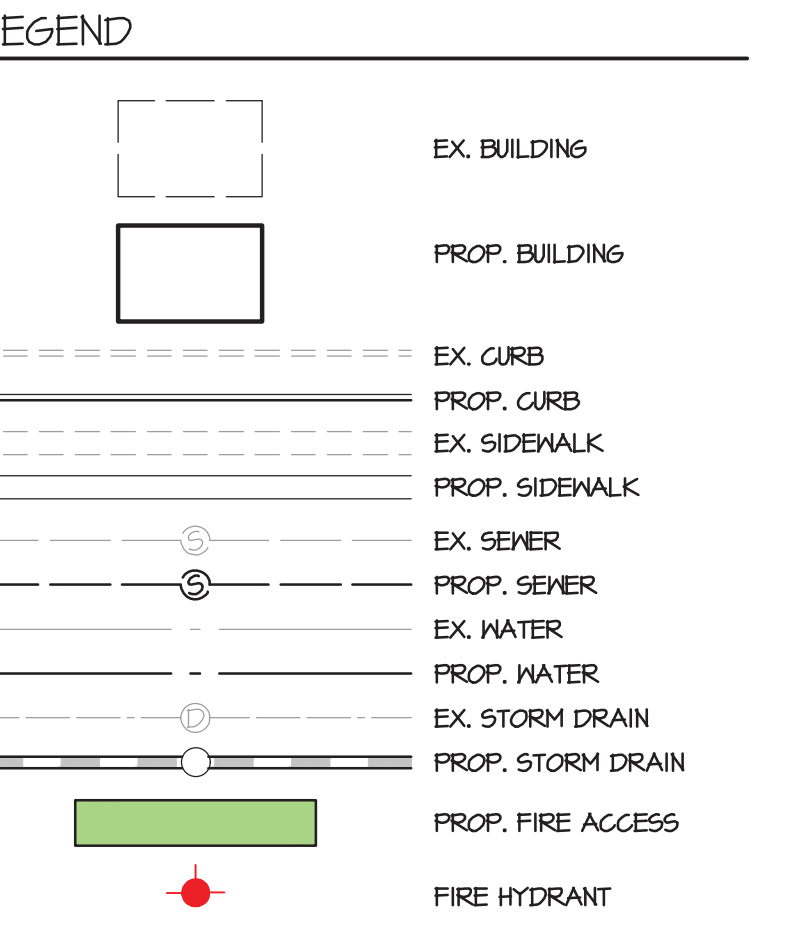 EGEND
EX. BUILDING
PROP. BUILDING
EX. CURB
PROP. CURB
EX. SIDEWALK
PROP. SIDEWALK
S EX. SEWER
S PROP. SEWER
EX. WATER
PROP. WATER
D EX. STORM DRAIN
PROP. STORM DRAIN
PROP. FIRE ACCESS
FIRE HYDRANT